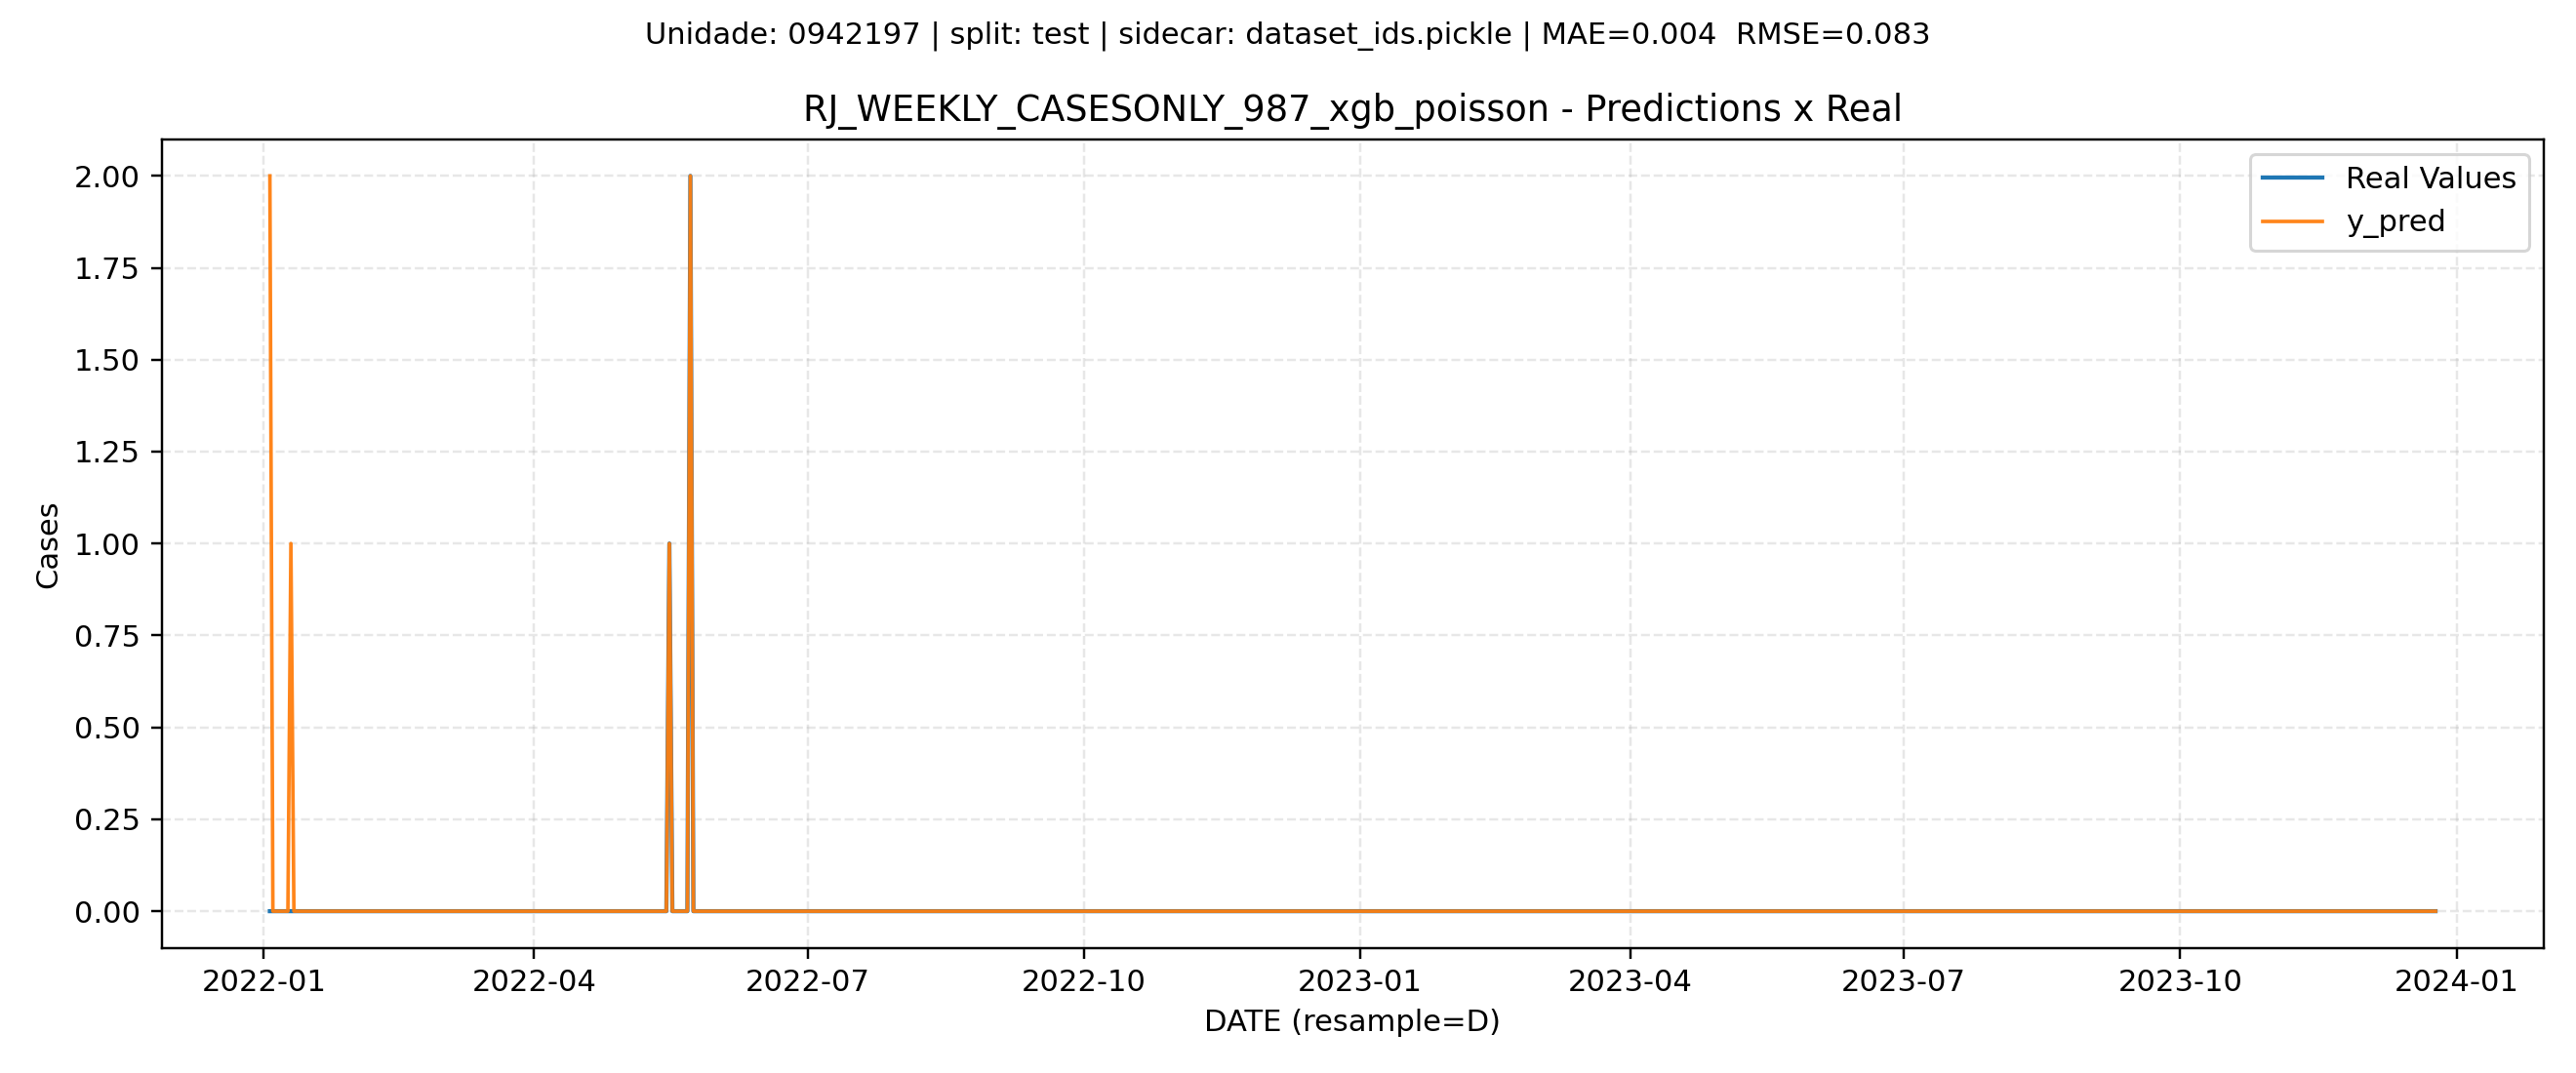 Unidade: 0942197 | split: test | sidecar: dataset_ids.pickle | MAE=0.004  RMSE=0.083
RJ_WEEKLY_CASESONLY_987_xgb_poisson - Predictions x Real
Real Values
y_pred
2.00
1.75
1.50
1.25
1.00
0.75
0.50
0.25
0.00
Cases
2022-01 2022-04 2022-07 2022-10 2023-01 2023-04 2023-07 2023-10 2024-01
DATE (resample=D)